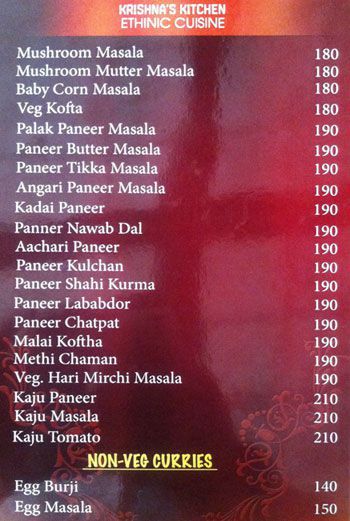 KRISHNA'S KITCHEN
ETHINIC CUISINE
Mushroom Masala 180
Mushroom Mutter Masala 180
Baby Corn Masala 180
Veg Kofta 180
Palak Paneer Masala 190
Paneer Butter Masala 190
Paneer Tikka Masala 190
Angari Paneer Masala 190
Kadai Paneer 190
Panner Nawab Dal 190
Aachari Paneer 190
Paneer Kulchan 190
Paneer Shahi Kurma 190
Paneer Lababdor 190
Paneer Chatpat 190
Malai Koftha 190
Methi Chaman 190
Veg. Hari Mirchi Masala 190
Kaju Paneer 210
Kaju Masala 210
Kaju Tomato 210
NON-VEG CURRIES
Egg Burji 140
Egg Masala 150